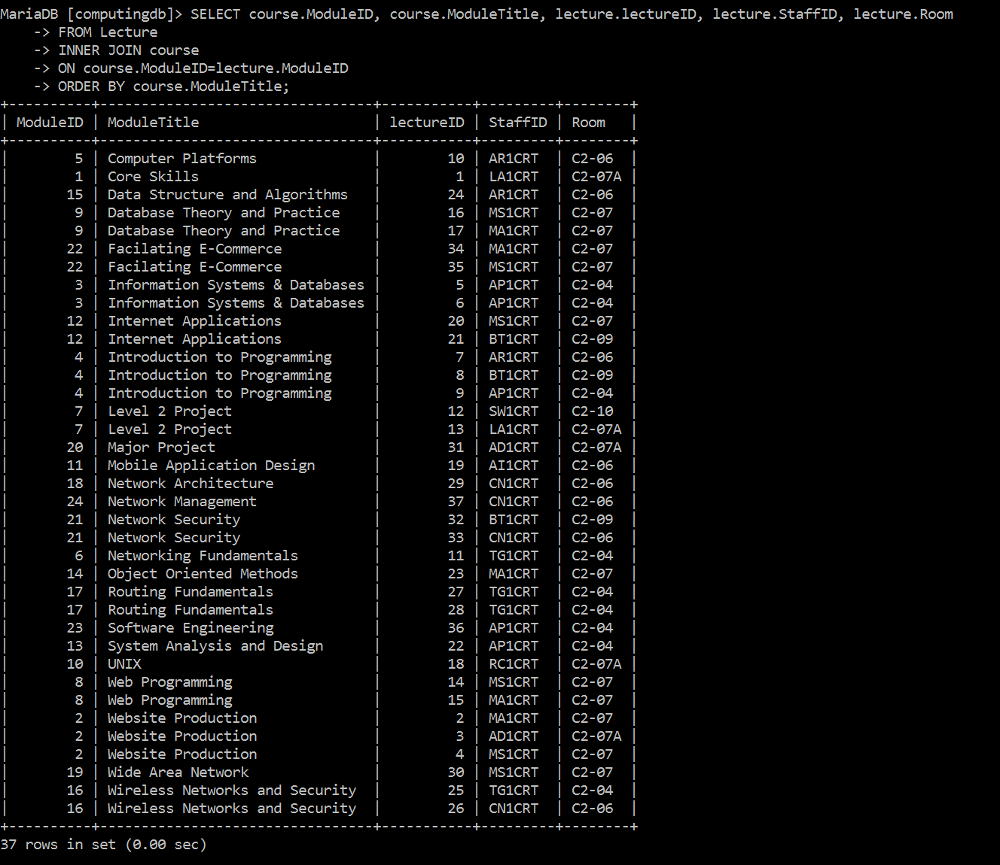 MariaDB [computingdb]> SELECT course.ModuleID, course.ModuleTitle, lecture.lectureID, lecture.StaffID, lecture.Room
    -> FROM Lecture
    -> INNER JOIN course
    -> ON course.ModuleID=lecture.ModuleID
    -> ORDER BY course.ModuleTitle;
+----------+---------------------------------+-----------+---------+--------+
| ModuleID | ModuleTitle                     | lectureID | StaffID | Room   |
+----------+---------------------------------+-----------+---------+--------+
|        5 | Computer Platforms              |        10 | AR1CRT  | C2-06  |
|        1 | Core Skills                     |         1 | LA1CRT  | C2-07A |
|       15 | Data Structure and Algorithms   |        24 | AR1CRT  | C2-06  |
|        9 | Database Theory and Practice    |        16 | MS1CRT  | C2-07  |
|        9 | Database Theory and Practice    |        17 | MA1CRT  | C2-07  |
|       22 | Facilating E-Commerce           |        34 | MA1CRT  | C2-07  |
|       22 | Facilating E-Commerce           |        35 | MS1CRT  | C2-07  |
|        3 | Information Systems & Databases |         5 | AP1CRT  | C2-04  |
|        3 | Information Systems & Databases |         6 | AP1CRT  | C2-04  |
|       12 | Internet Applications           |        20 | MS1CRT  | C2-07  |
|       12 | Internet Applications           |        21 | BT1CRT  | C2-09  |
|        4 | Introduction to Programming     |         7 | AR1CRT  | C2-06  |
|        4 | Introduction to Programming     |         8 | BT1CRT  | C2-09  |
|        4 | Introduction to Programming     |         9 | AP1CRT  | C2-04  |
|        7 | Level 2 Project                 |        12 | SW1CRT  | C2-10  |
|        7 | Level 2 Project                 |        13 | LA1CRT  | C2-07A |
|       20 | Major Project                   |        31 | AD1CRT  | C2-07A |
|       11 | Mobile Application Design       |        19 | AI1CRT  | C2-06  |
|       18 | Network Architecture            |        29 | CN1CRT  | C2-06  |
|       24 | Network Management              |        37 | CN1CRT  | C2-06  |
|       21 | Network Security                |        32 | BT1CRT  | C2-09  |
|       21 | Network Security                |        33 | CN1CRT  | C2-06  |
|        6 | Networking Fundamentals         |        11 | TG1CRT  | C2-04  |
|       14 | Object Oriented Methods         |        23 | MA1CRT  | C2-07  |
|       17 | Routing Fundamentals            |        27 | TG1CRT  | C2-04  |
|       17 | Routing Fundamentals            |        28 | TG1CRT  | C2-04  |
|       23 | Software Engineering            |        36 | AP1CRT  | C2-04  |
|       13 | System Analysis and Design      |        22 | AP1CRT  | C2-04  |
|       10 | UNIX                            |        18 | RC1CRT  | C2-07A |
|        8 | Web Programming                 |        14 | MS1CRT  | C2-07  |
|        8 | Web Programming                 |        15 | MA1CRT  | C2-07  |
|        2 | Website Production              |         2 | MA1CRT  | C2-07  |
|        2 | Website Production              |         3 | AD1CRT  | C2-07A |
|        2 | Website Production              |         4 | MS1CRT  | C2-07  |
|       19 | Wide Area Network               |        30 | MS1CRT  | C2-07  |
|       16 | Wireless Networks and Security  |        25 | TG1CRT  | C2-04  |
|       16 | Wireless Networks and Security  |        26 | CN1CRT  | C2-06  |
+----------+---------------------------------+-----------+---------+--------+
37 rows in set (0.00 sec)